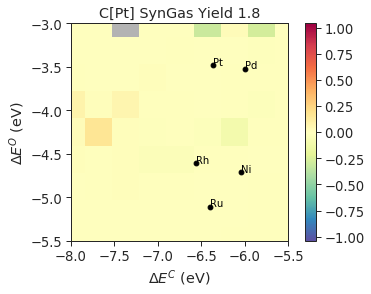 C[Pt] SynGas Yield 1.8
ΔE^O (eV)
−3.0
−3.5
−4.0
−4.5
−5.0
−5.5
Pt
Pd
Rh
Ni
Ru
−8.0 −7.5 −7.0 −6.5 −6.0 −5.5
ΔE^C (eV)
1.00
0.75
0.50
0.25
0.00
−0.25
−0.50
−0.75
−1.00